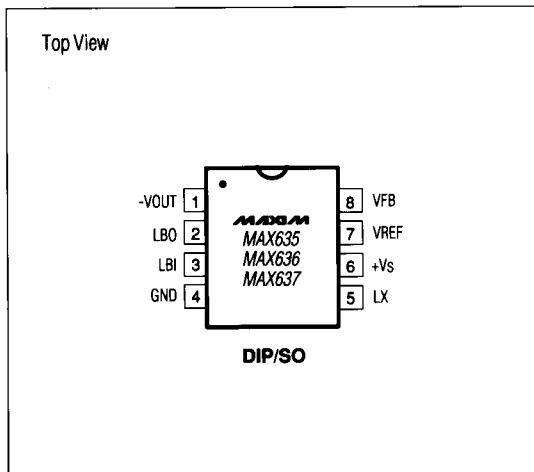 Top View
-VOUT 1
LBO 2
LBI 3
GND 4
MAXIM
MAX635
MAX636
MAX637
8 VFB
7 VREF
6 +Vs
5 LX
DIP/SO